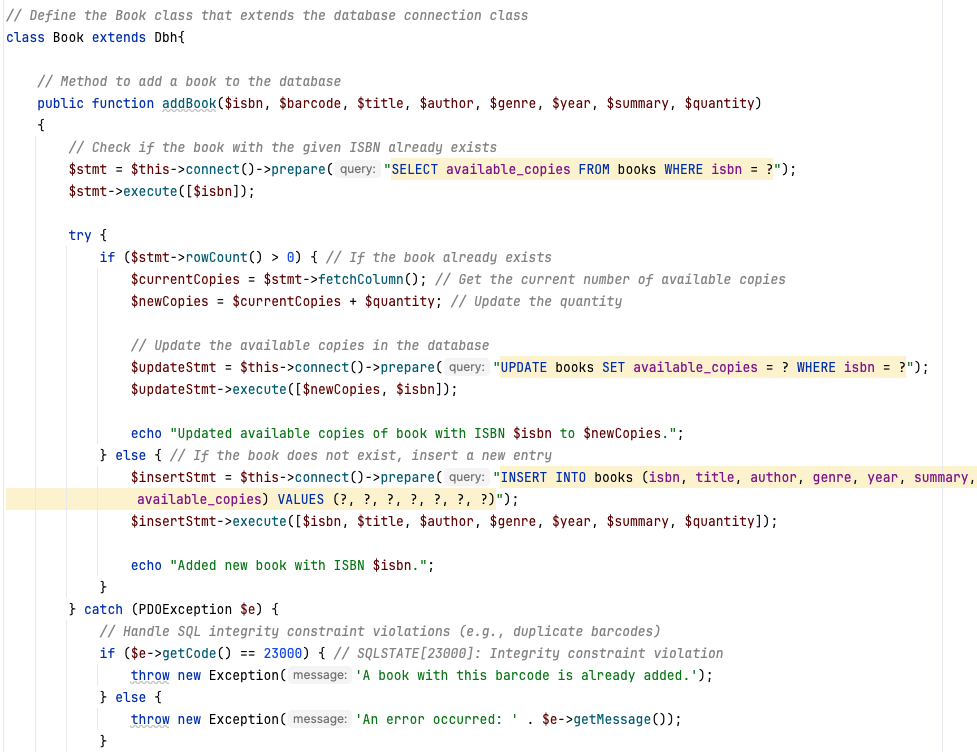 // Define the Book class that extends the database connection class
class Book extends Dbh{
// Method to add a book to the database
public function addBook($isbn, $barcode, $title, $author, $genre, $year, $summary, $quantity)
{
// Check if the book with the given ISBN already exists
$stmt = $this->connect()->prepare( query: "SELECT available_copies FROM books WHERE isbn = ?");
$stmt->execute([$isbn]);
try {
if ($stmt->rowCount() > 0) { // If the book already exists
$currentCopies = $stmt->fetchColumn(); // Get the current number of available copies
$newCopies = $currentCopies + $quantity; // Update the quantity
// Update the available copies in the database
$updateStmt = $this->connect()->prepare( query: "UPDATE books SET available_copies = ? WHERE isbn = ?");
$updateStmt->execute([$newCopies, $isbn]);
echo "Updated available copies of book with ISBN $isbn to $newCopies.";
} else { // If the book does not exist, insert a new entry
$insertStmt = $this->connect()->prepare( query: "INSERT INTO books (isbn, title, author, genre, year, summary,
available_copies) VALUES (?, ?, ?, ?, ?, ?, ?)");
$insertStmt->execute([$isbn, $title, $author, $genre, $year, $summary, $quantity]);
echo "Added new book with ISBN $isbn.";
}
} catch (PDOException $e) {
// Handle SQL integrity constraint violations (e.g., duplicate barcodes)
if ($e->getCode() == 23000) { // SQLSTATE[23000]: Integrity constraint violation
throw new Exception( message: 'A book with this barcode is already added.');
} else {
throw new Exception( message: 'An error occurred: ' . $e->getMessage());
}